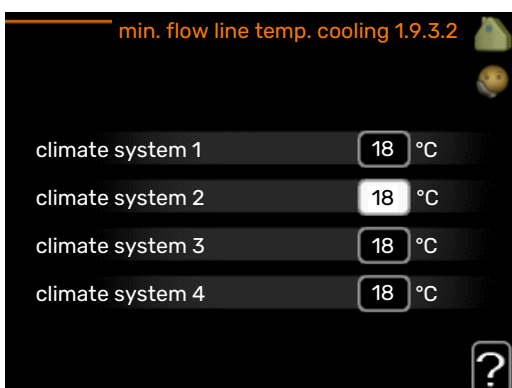 min. flow line temp. cooling 1.9.3.2
climate system 1 18 °C
climate system 2 18 °C
climate system 3 18 °C
climate system 4 18 °C
?